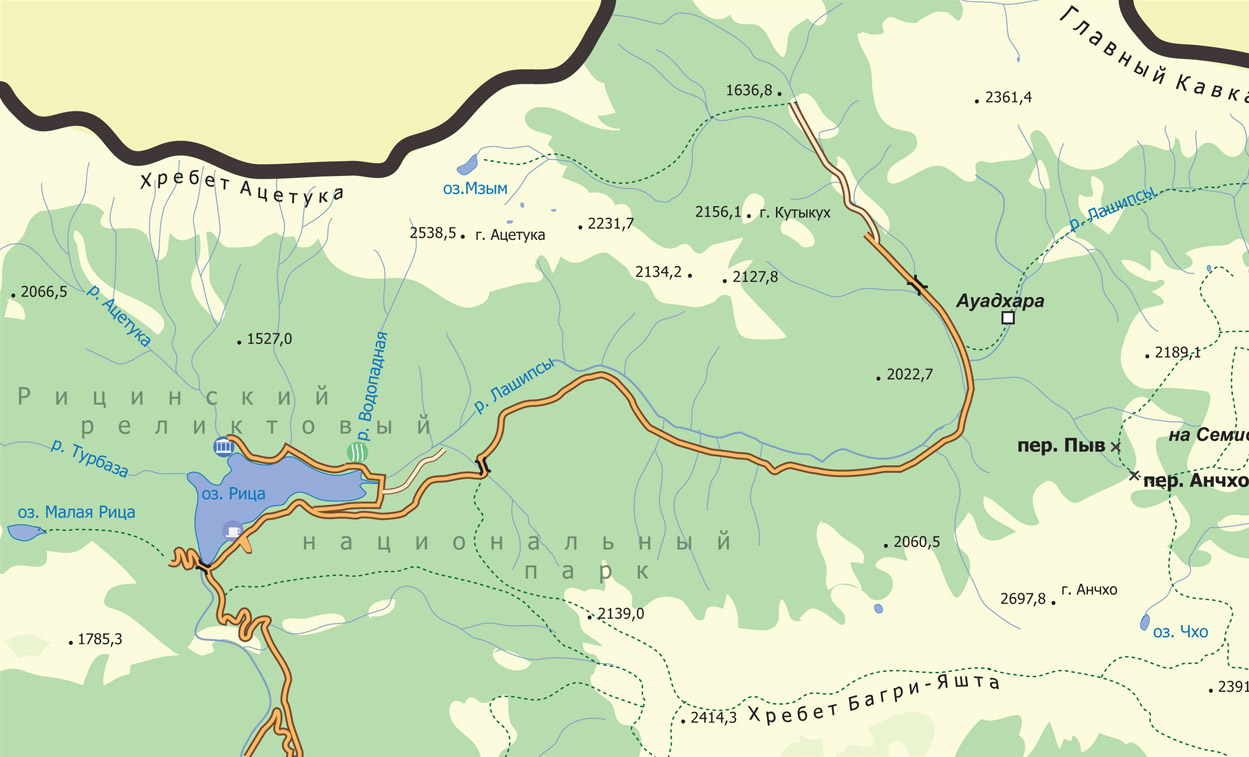 Главный Кавка
1636,8
2361,4
Хребет Ацетука
оз.Мзым
р. Лашипсы
2156,1
г. Кутыкух
2231,7
2538,5
г. Ацетука
2134,2
2127,8
2066,5
р. Ацетука
Ауадхара
1527,0
2189,1
р. Водопадная
р. Лашипсы
2022,7
Рицинский
реликтовый
на Семис
пер. Пыв
р. Турбаза
пер. Анчхо
оз. Рица
оз. Малая Рица
национальный
парк
2060,5
2697,8
г. Анчхо
2139,0
оз. Чхо
1785,3
2391
Хребет Багри-Яшта
2414,3